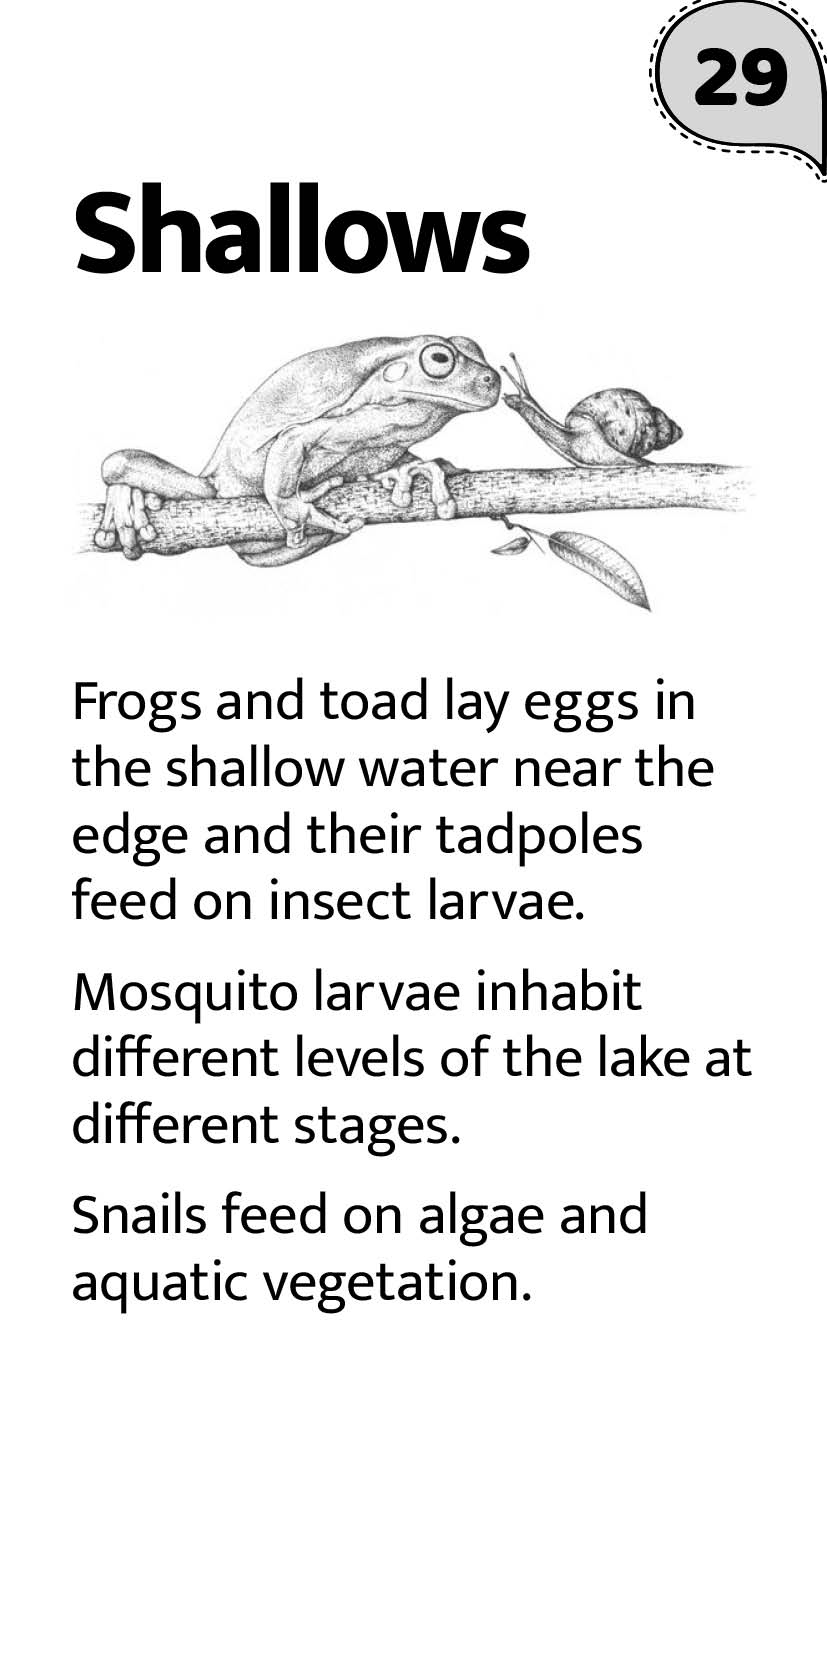 29
Shallows
Frogs and toad lay eggs in
the shallow water near the
edge and their tadpoles
feed on insect larvae.
Mosquito larvae inhabit
different levels of the lake at
different stages.
Snails feed on algae and
aquatic vegetation.